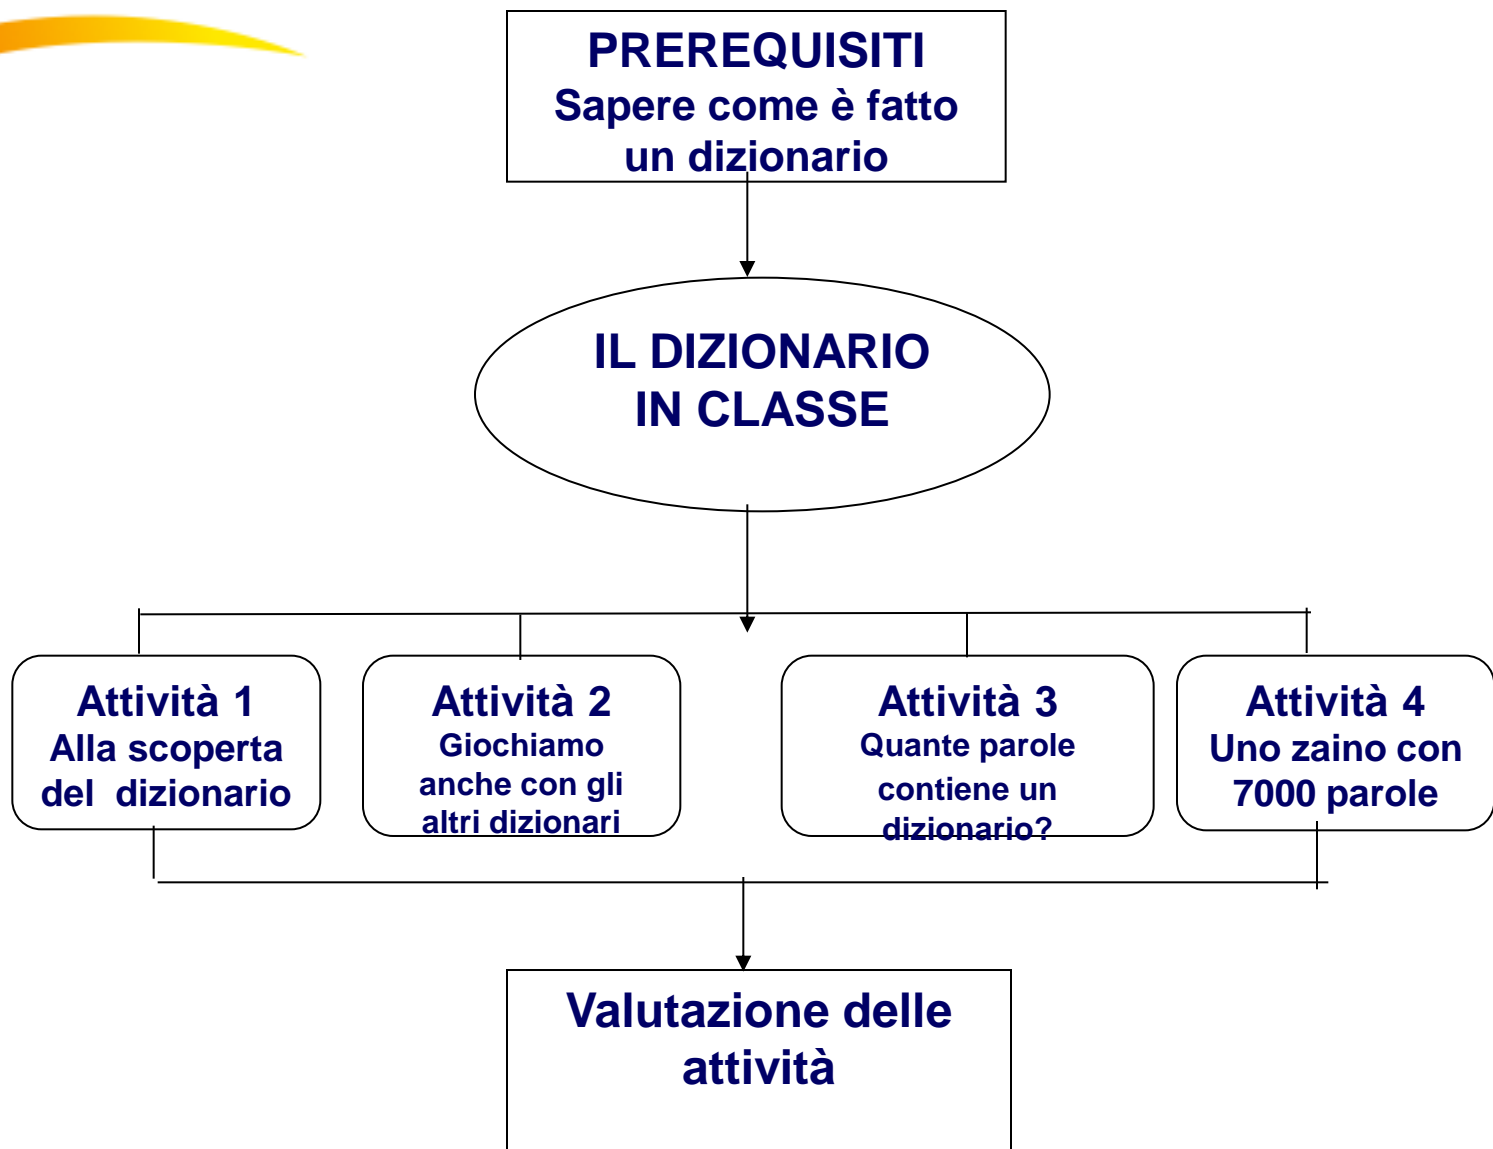 PREREQUISITI
Sapere come è fatto
un dizionario
IL DIZIONARIO
IN CLASSE
Attività 1
Alla scoperta
del dizionario
Attività 2
Giochiamo
anche con gli
altri dizionari
Attività 3
Quante parole
contiene un
dizionario?
Attività 4
Uno zaino con
7000 parole
Valutazione delle
attività